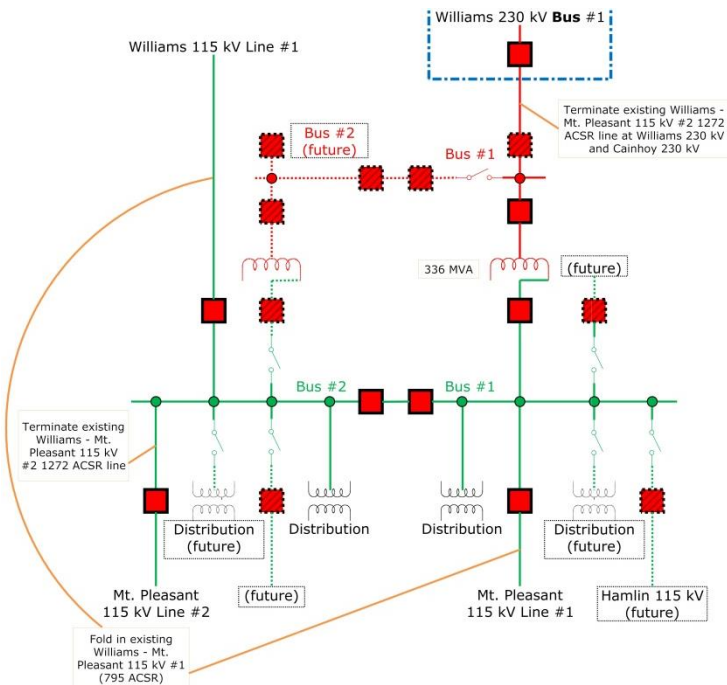 Williams 230 kV Bus #1
Williams 115 kV Line #1
Terminate existing Williams -
Mt. Pleasant 115 kV #2 1272
ACSR line at Williams 230 kV
and Cainhoy 230 kV
Bus #2
(future)
Bus #1
336 MVA
(future)
Bus #2
Bus #1
Terminate existing
Williams - Mt.
Pleasant 115 kV
#2 1272 ACSR line
Distribution
(future)
Distribution
Distribution
Distribution
(future)
Mt. Pleasant
115 kV Line #2
(future)
Mt. Pleasant
115 kV Line #1
Hamlin 115 kV
(future)
Fold in existing
Williams - Mt.
Pleasant 115 kV #1
(795 ACSR)